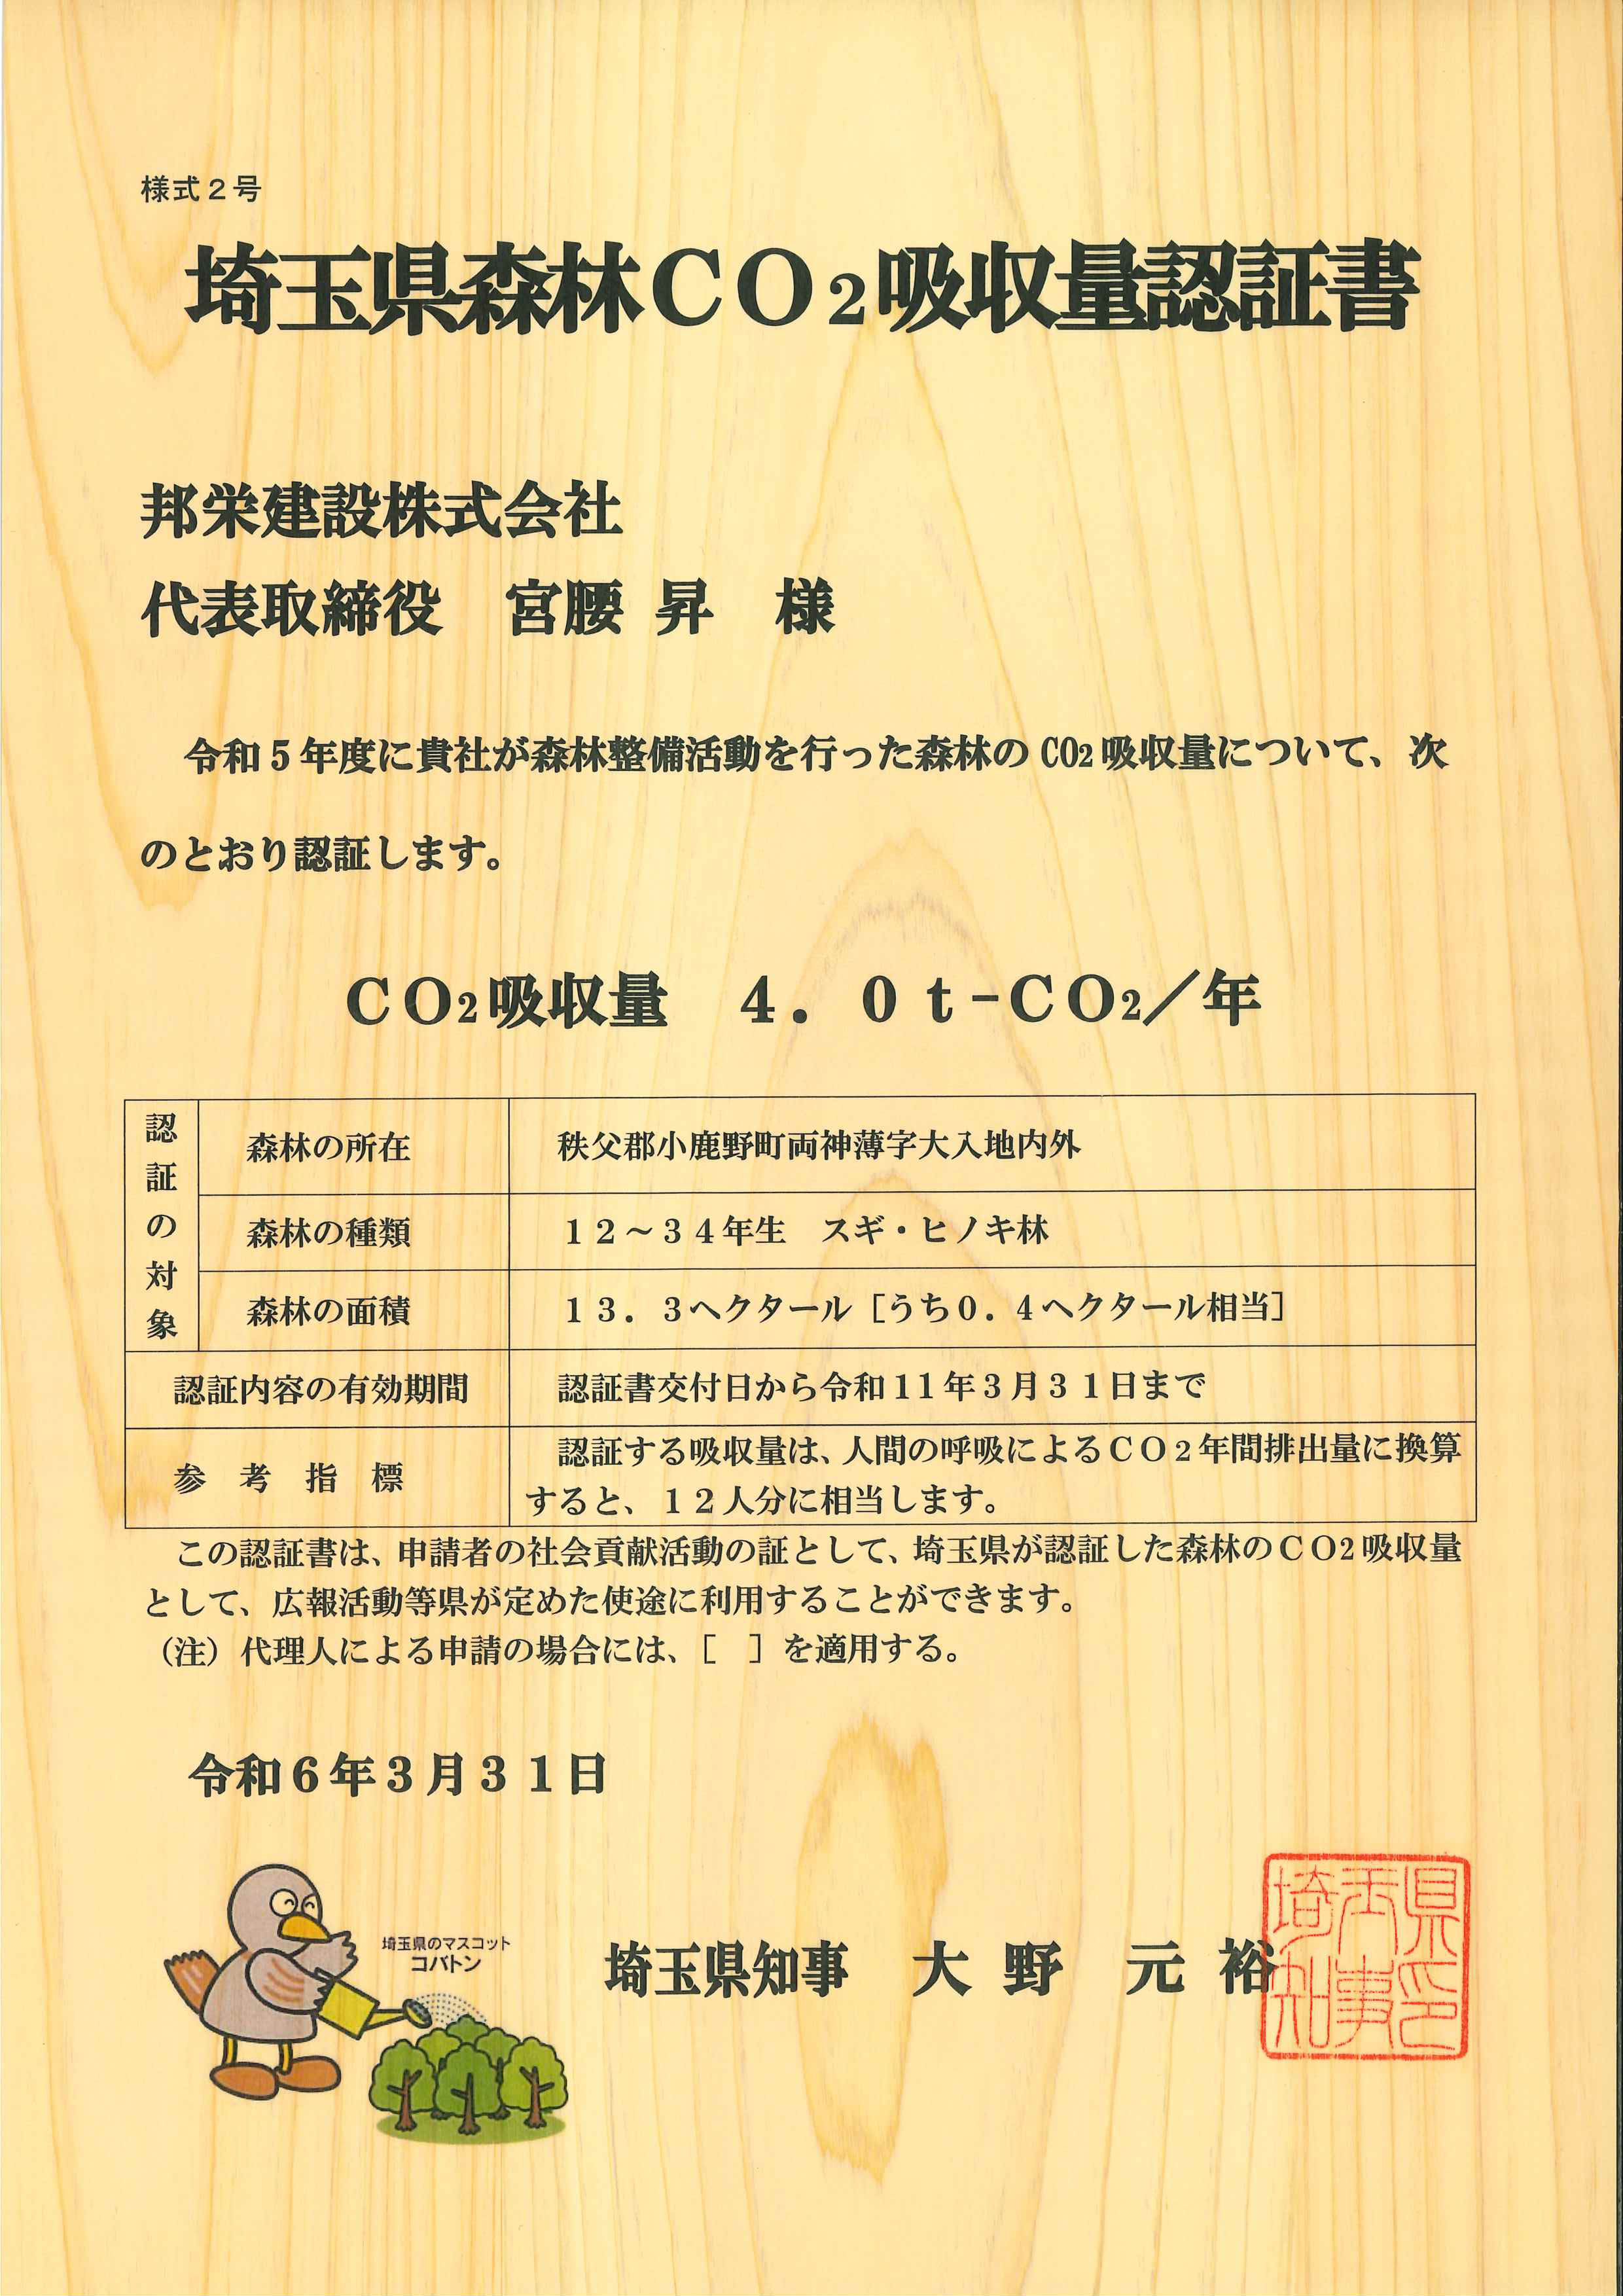 様式２号
埼玉県森林ＣＯ２吸収量認証書
邦栄建設株式会社
代表取締役　宮腰 昇　様
令和５年度に貴社が森林整備活動を行った森林の CO2 吸収量について、次
のとおり認証します。
ＣＯ２吸収量　４．０ｔ-ＣＯ２／年
認証の対象
森林の所在　秩父郡小鹿野町両神薄字大入地内外
森林の種類　１２～３４年生　スギ・ヒノキ林
森林の面積　１３．３ヘクタール［うち０．４ヘクタール相当］
認証内容の有効期間　認証書交付日から令和11年３月３１日まで
参考指標　認証する吸収量は、人間の呼吸によるＣＯ２年間排出量に換算
すると、１２人分に相当します。
この認証書は、申請者の社会貢献活動の証として、埼玉県が認証した森林のＣＯ２吸収量
として、広報活動等県が定めた使途に利用することができます。
（注）代理人による申請の場合には、［　］を適用する。
令和６年３月３１日
埼玉県のマスコット
コバトン
埼玉県知事　大野　元裕
埼玉県知事印